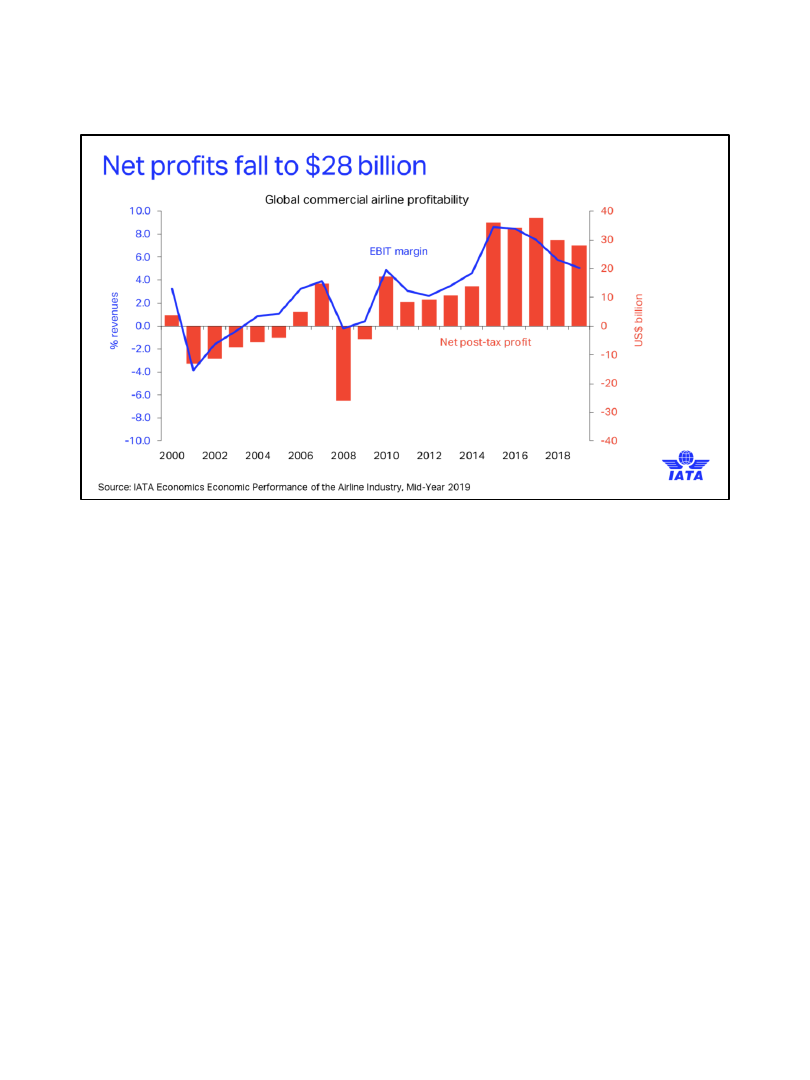 Net profits fall to $28 billion
Global commercial airline profitability
10.0
8.0
6.0
4.0
2.0
0.0
-2.0
-4.0
-6.0
-8.0
-10.0
% revenues
EBIT margin
Net post-tax profit
40
30
20
10
0
-10
-20
-30
-40
US$ billion
2000 2002 2004 2006 2008 2010 2012 2014 2016 2018
IATA
Source: IATA Economics Economic Performance of the Airline Industry, Mid-Year 2019